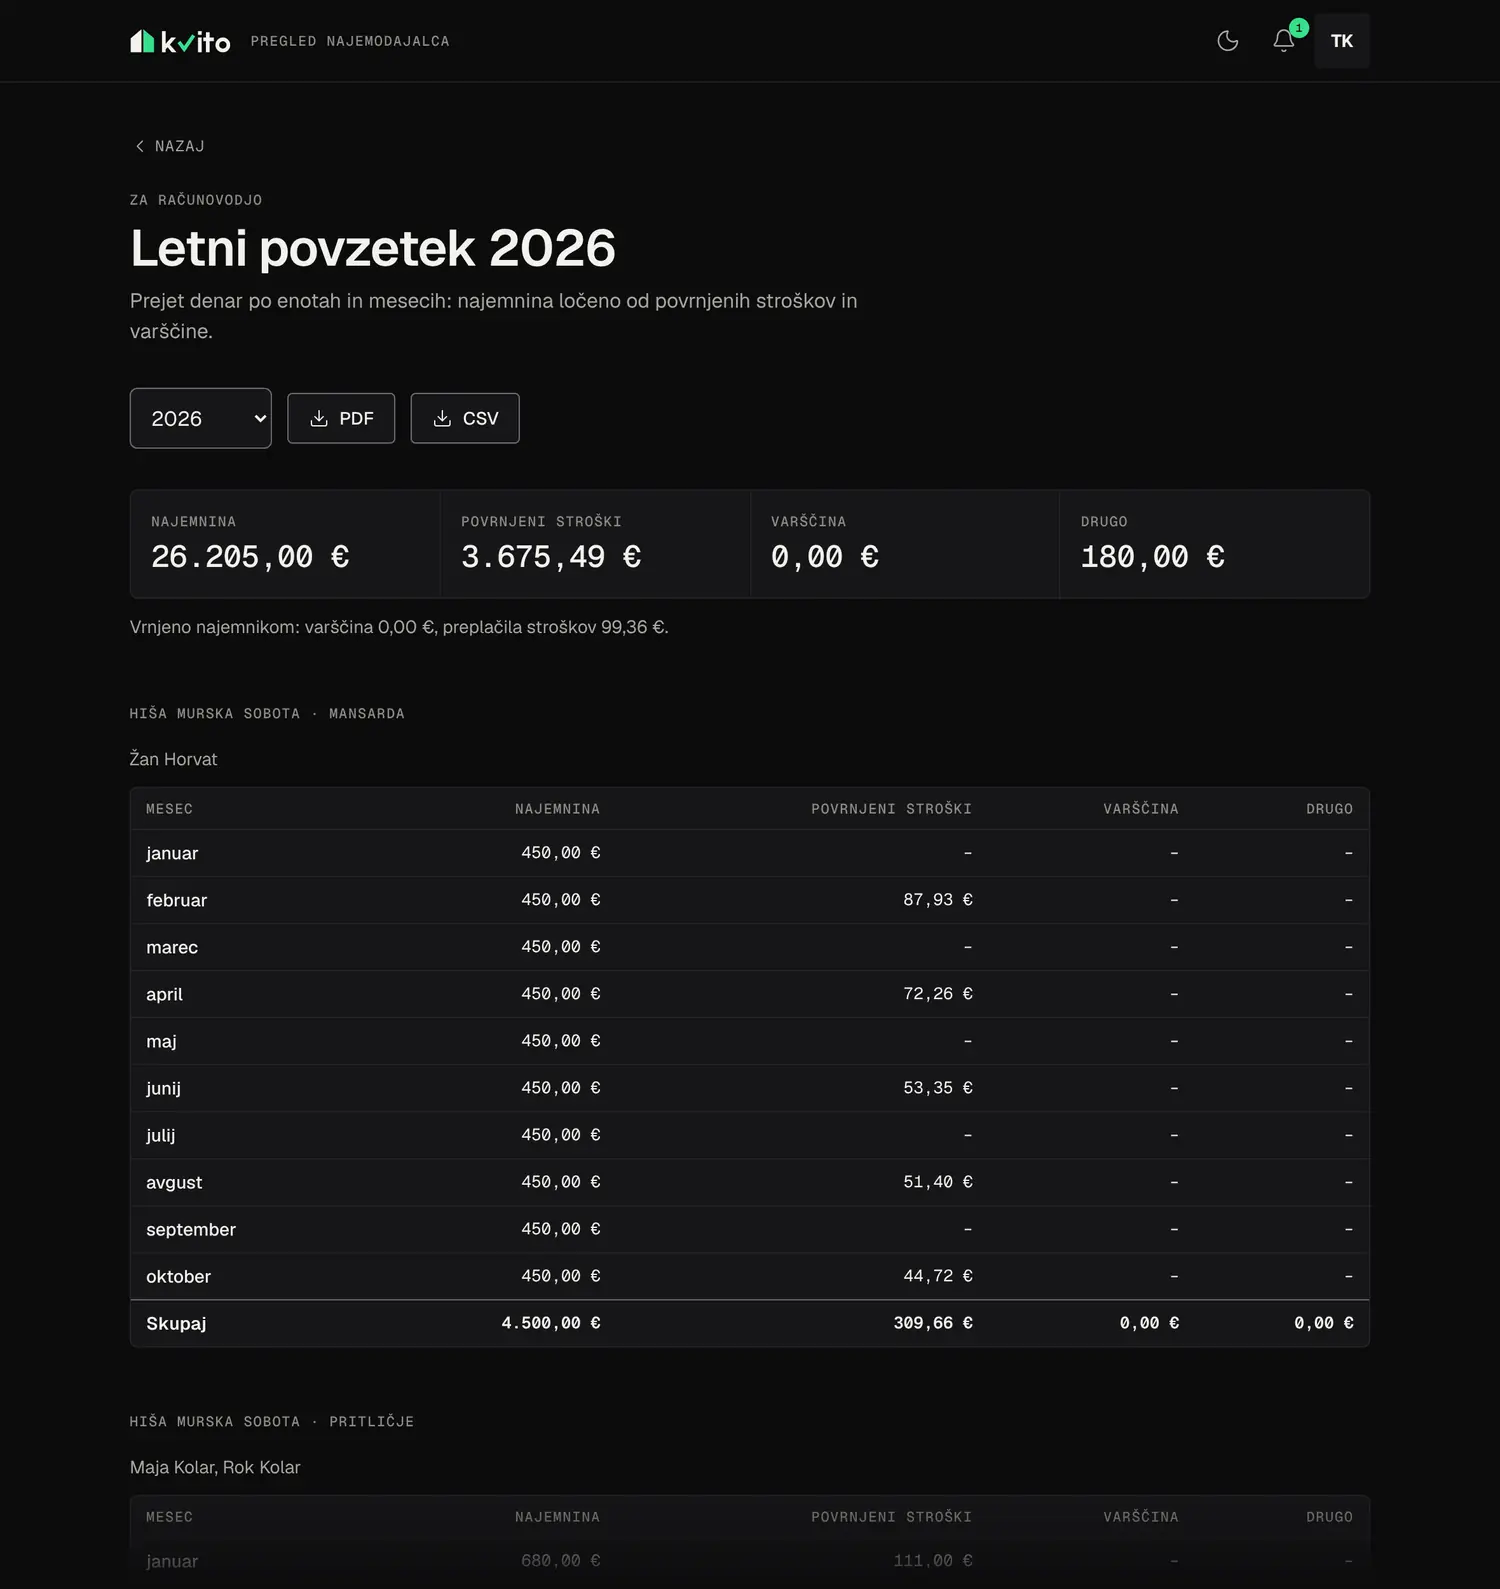 kvito PREGLED NAJEMODAJALCA 1 TK
NAZAJ
ZA RAČUNOVODJO
Letni povzetek 2026
Prejet denar po enotah in mesecih: najemnina ločeno od povrnjenih stroškov in
varščine.
2026 PDF CSV
NAJEMNINA POVRNJENI STROŠKI VARŠČINA DRUGO
26.205,00 € 3.675,49 € 0,00 € 180,00 €
Vrnjeno najemnikom: varščina 0,00 €, preplačila stroškov 99,36 €.
HIŠA MURSKA SOBOTA · MANSARDA
Žan Horvat
MESEC NAJEMNINA POVRNJENI STROŠKI VARŠČINA DRUGO
januar 450,00 € – – –
februar 450,00 € 87,93 € – –
marec 450,00 € – – –
april 450,00 € 72,26 € – –
maj 450,00 € – – –
junij 450,00 € 53,35 € – –
julij 450,00 € – – –
avgust 450,00 € 51,40 € – –
september 450,00 € – – –
oktober 450,00 € 44,72 € – –
Skupaj 4.500,00 € 309,66 € 0,00 € 0,00 €
HIŠA MURSKA SOBOTA · PRITLIČJE
Maja Kolar, Rok Kolar
MESEC NAJEMNINA POVRNJENI STROŠKI VARŠČINA DRUGO
januar 680,00 € 111,00 € – –